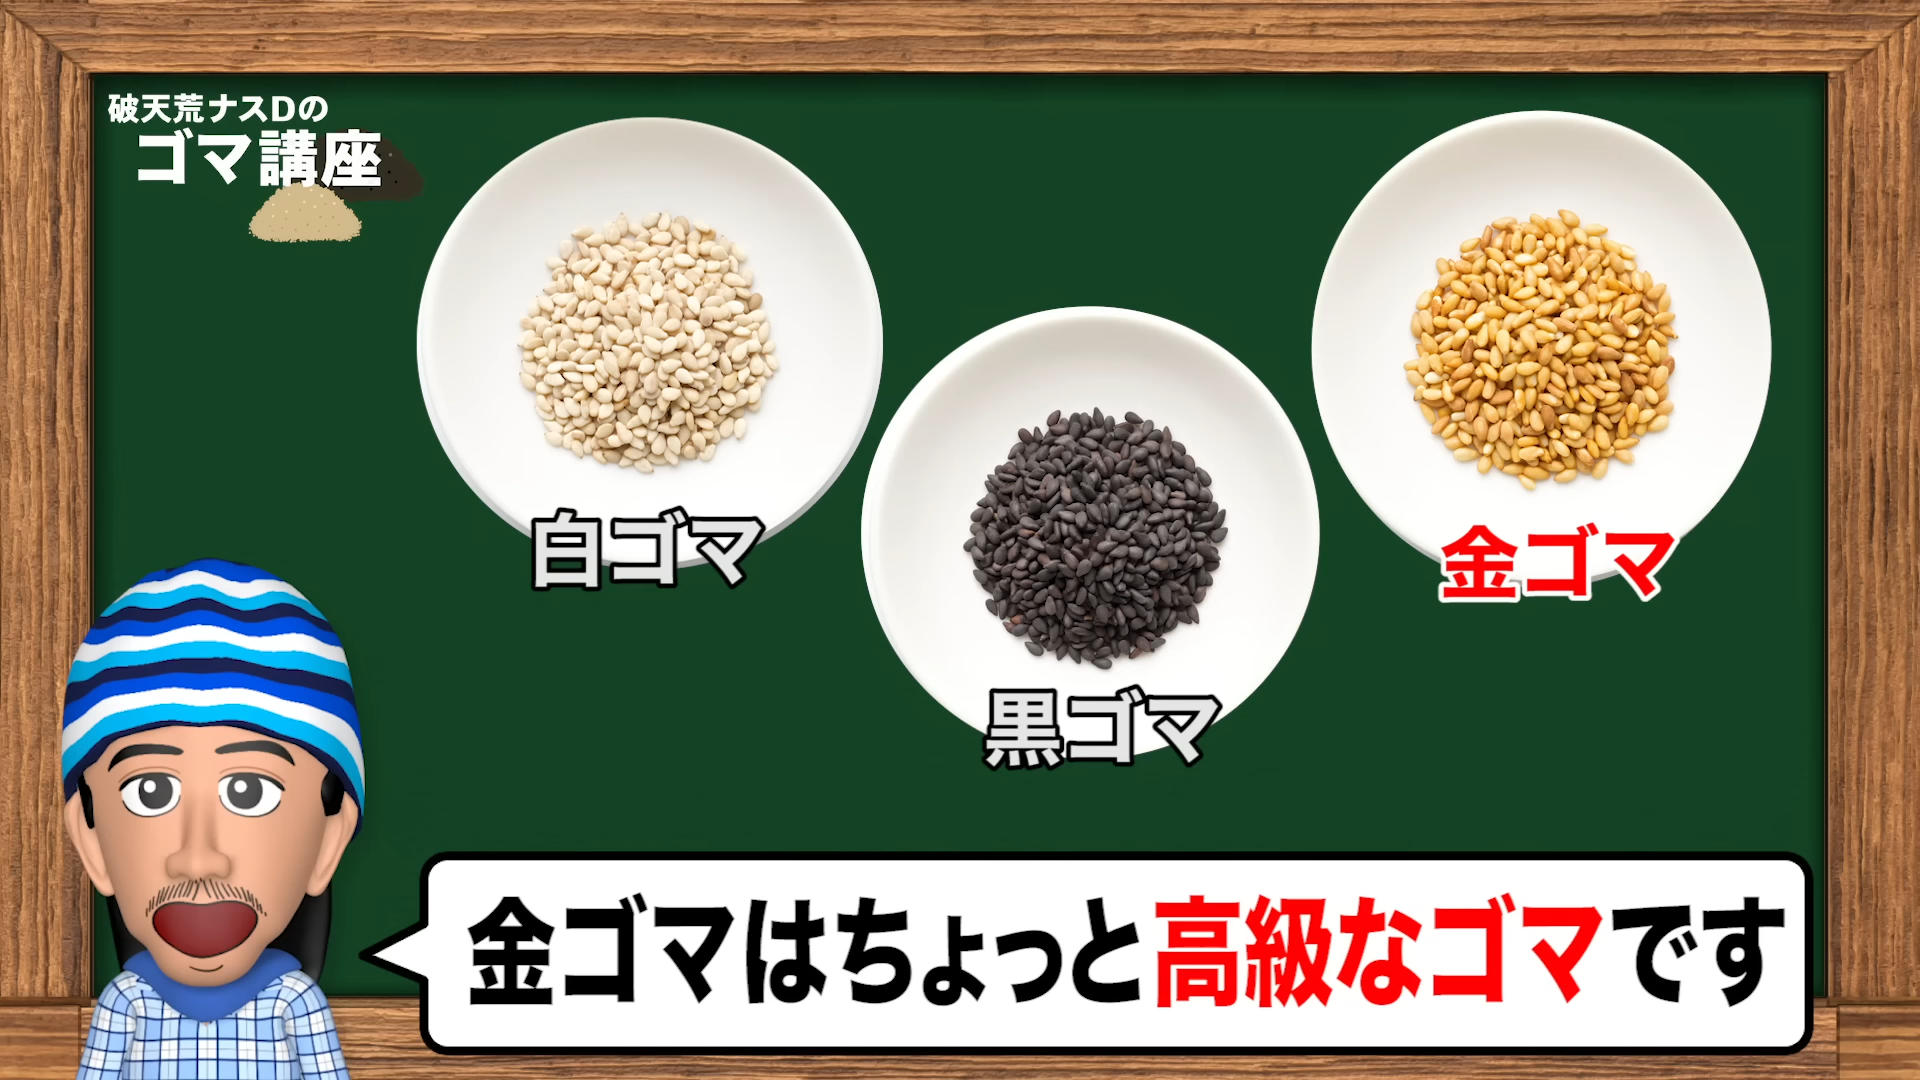 破天荒ナスDの
ゴマ講座
白ゴマ
黒ゴマ
金ゴマ
金ゴマはちょっと高級なゴマです